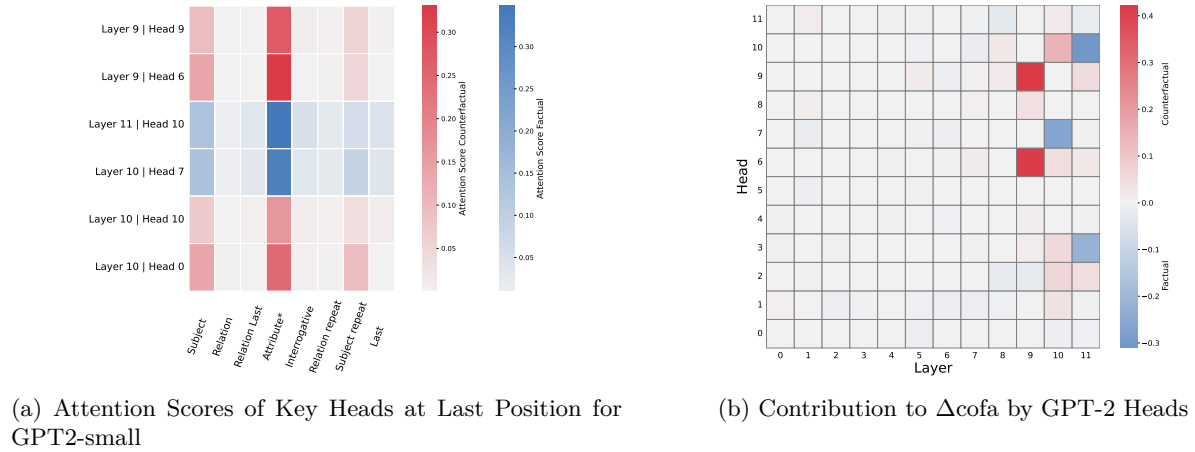 Layer 9 | Head 9
Layer 9 | Head 6
Layer 11 | Head 10
Layer 10 | Head 7
Layer 10 | Head 10
Layer 10 | Head 0
Subject
Relation
Relation Last
Attribute*
Interrogative
Relation repeat
Subject repeat
Last
0.30
0.25
0.20
0.15
0.10
0.05
Attention Score Counterfactual
0.30
0.25
0.20
0.15
0.10
0.05
Attention Score Factual
(a) Attention Scores of Key Heads at Last Position for
GPT2-small
Head
11
10
9
8
7
6
5
4
3
2
1
0
0 1 2 3 4 5 6 7 8 9 10 11
Layer
0.4
0.3
0.2
0.1
0.0
−0.1
−0.2
−0.3
Counterfactual
Factual
(b) Contribution to Δcofa by GPT-2 Heads